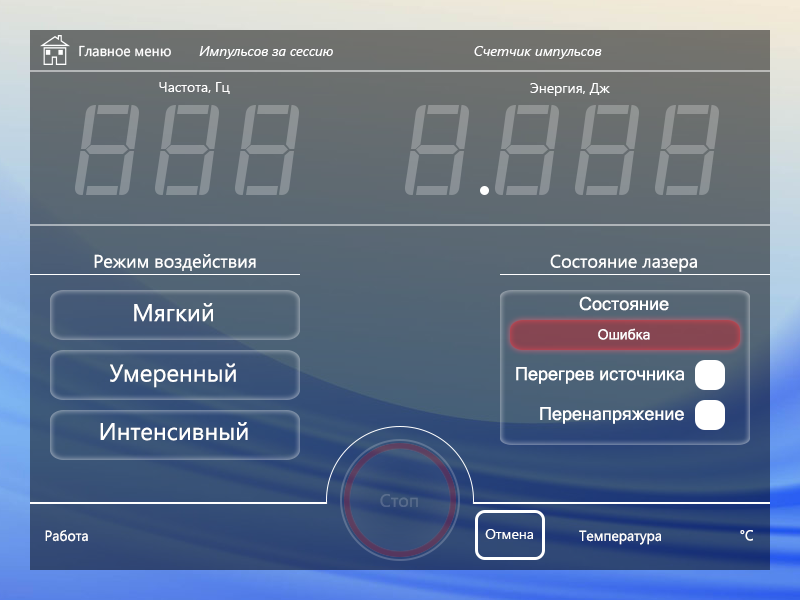 Главное меню
Импульсов за сессию
Счетчик импульсов
Частота, Гц
Энергия, Дж
Режим воздействия
Состояние лазера
Мягкий
Умеренный
Интенсивный
Состояние
Ошибка
Перегрев источника
Перенапряжение
Стоп
Работа
Отмена
Температура
°C